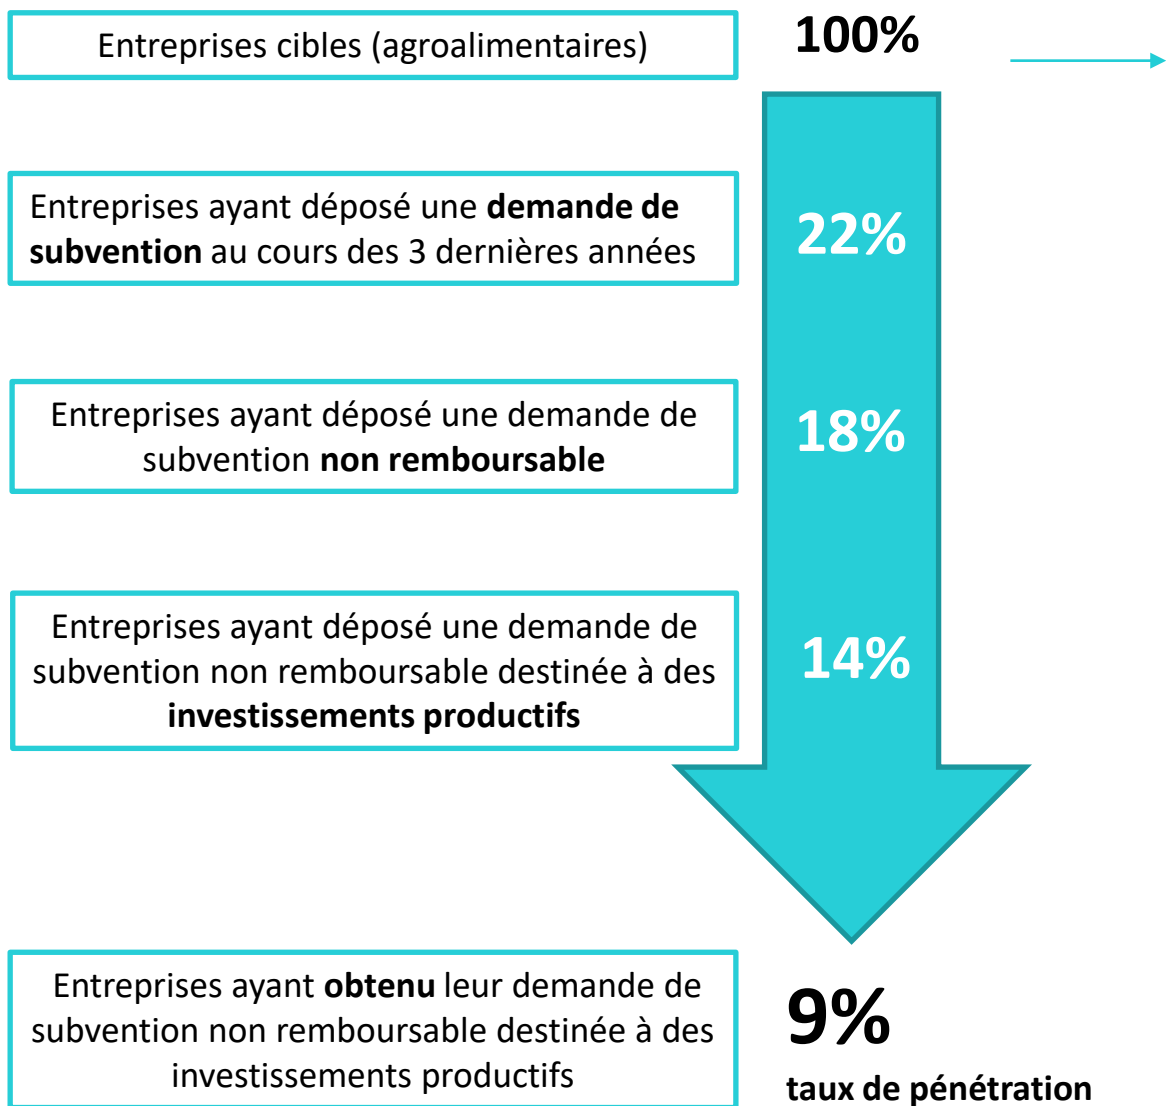 Entreprises cibles (agroalimentaires)
100%
Entreprises ayant déposé une demande de
subvention au cours des 3 dernières années
22%
Entreprises ayant déposé une demande de
subvention non remboursable
18%
Entreprises ayant déposé une demande de
subvention non remboursable destinée à des
investissements productifs
14%
Entreprises ayant obtenu leur demande de
subvention non remboursable destinée à des
investissements productifs
9%
taux de pénétration